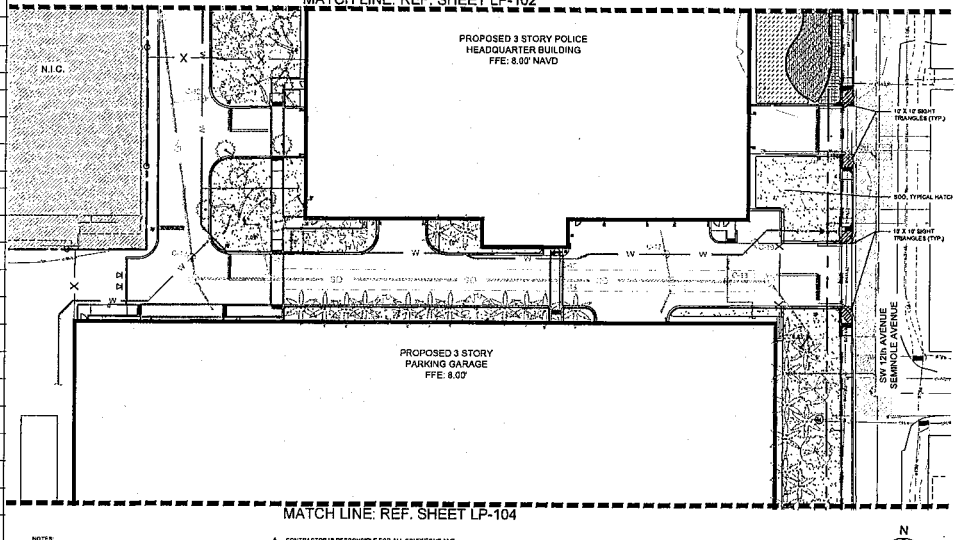 MATCH LINE: REF. SHEET LP-102
PROPOSED 3 STORY POLICE
HEADQUARTER BUILDING
FFE: 8.00' NAVD
N.I.C.
10' X 10' SIGHT
TRIANGLES (TYP.)
SOD, TYPICAL HATCH
10' X 10' SIGHT
TRIANGLES (TYP.)
SW 12th AVENUE
SEMINOLE AVENUE
PROPOSED 3 STORY
PARKING GARAGE
FFE: 8.00'
MATCH LINE: REF. SHEET LP-104
N
NOTES: